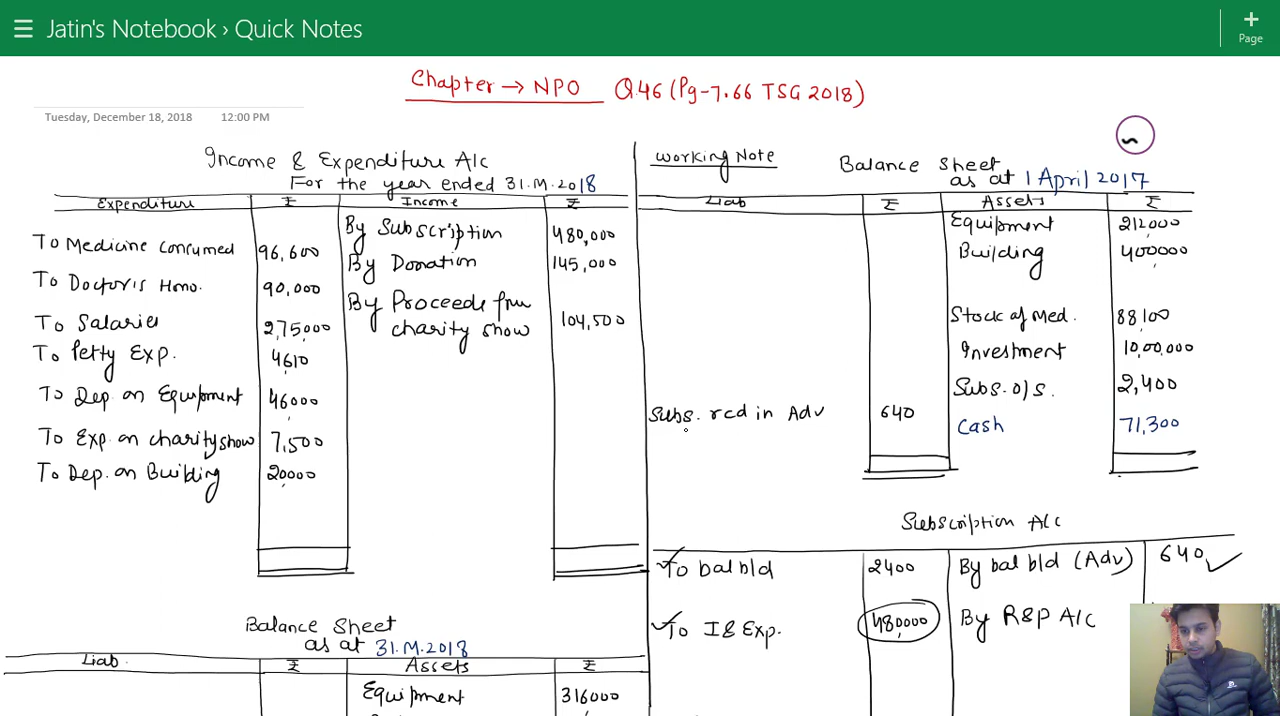 Jatin's Notebook › Quick Notes
Page
Chapter → NPO Q.46 (Pg-7.66 TSG 2018)
Tuesday, December 18, 2018 12:00 PM
Income & Expenditure A/c
For the year ended 31.M.2018
Expenditure ₹ Income ₹
To Medicine consumed 96,600 By Subscription 480,000
To Doctor's Hono. 90,000 By Donation 145,000
To Salaries 2,75,000 By Proceeds from charity show 104,500
To Petty Exp. 4610
To Dep. on Equipment 46000
To Exp. on charity show 7,500
To Dep. on Building 20000
Balance Sheet
as at 31.M.2018
Liab. ₹ Assets ₹
Equipment 316000
Working Note
Balance Sheet
as at 1 April 2017
Liab ₹ Assets ₹
Equipment 212,000
Building 400000
Stock of Med. 88,100
Investment 10,00,000
Subs. o/s. 2,400
Subs. recd in Adv 640 Cash 71,300
Subscription A/c
To bal b/d 2400 By bal b/d (Adv) 640
To I & Exp. 480000 By R&P A/c